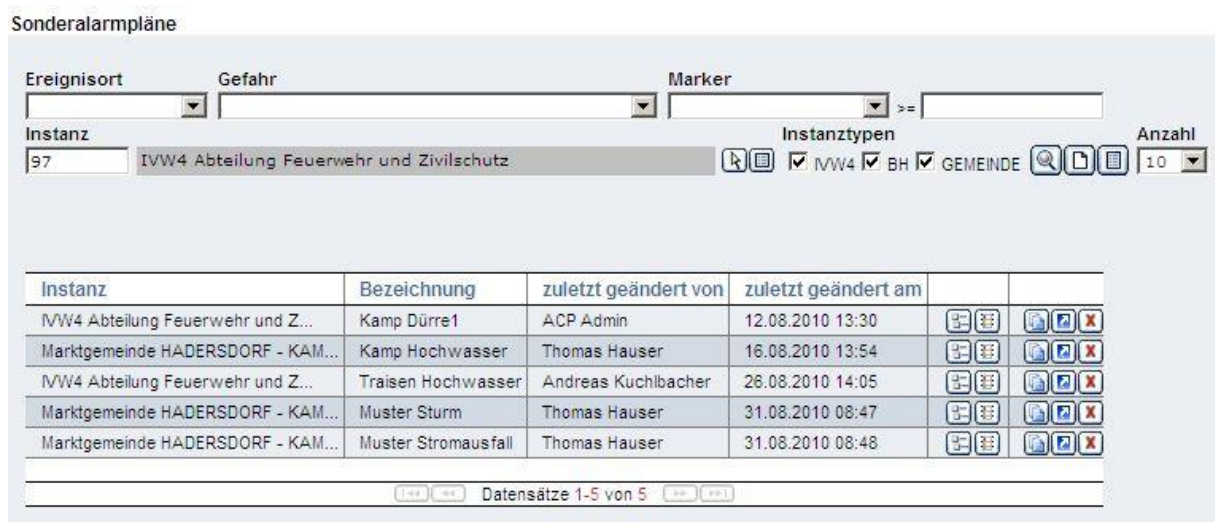 Sonderalarmpläne
Ereignisort Gefahr Marker
>=
Instanz Instanztypen Anzahl
97 IVW4 Abteilung Feuerwehr und Zivilschutz IVW4 BH GEMEINDE 10
Instanz Bezeichnung zuletzt geändert von zuletzt geändert am
IVW4 Abteilung Feuerwehr und Z... Kamp Dürre1 ACP Admin 12.08.2010 13:30
Marktgemeinde HADERSDORF - KAM... Kamp Hochwasser Thomas Hauser 16.08.2010 13:54
IVW4 Abteilung Feuerwehr und Z... Traisen Hochwasser Andreas Kuchlbacher 26.08.2010 14:05
Marktgemeinde HADERSDORF - KAM... Muster Sturm Thomas Hauser 31.08.2010 08:47
Marktgemeinde HADERSDORF - KAM... Muster Stromausfall Thomas Hauser 31.08.2010 08:48
Datensätze 1-5 von 5